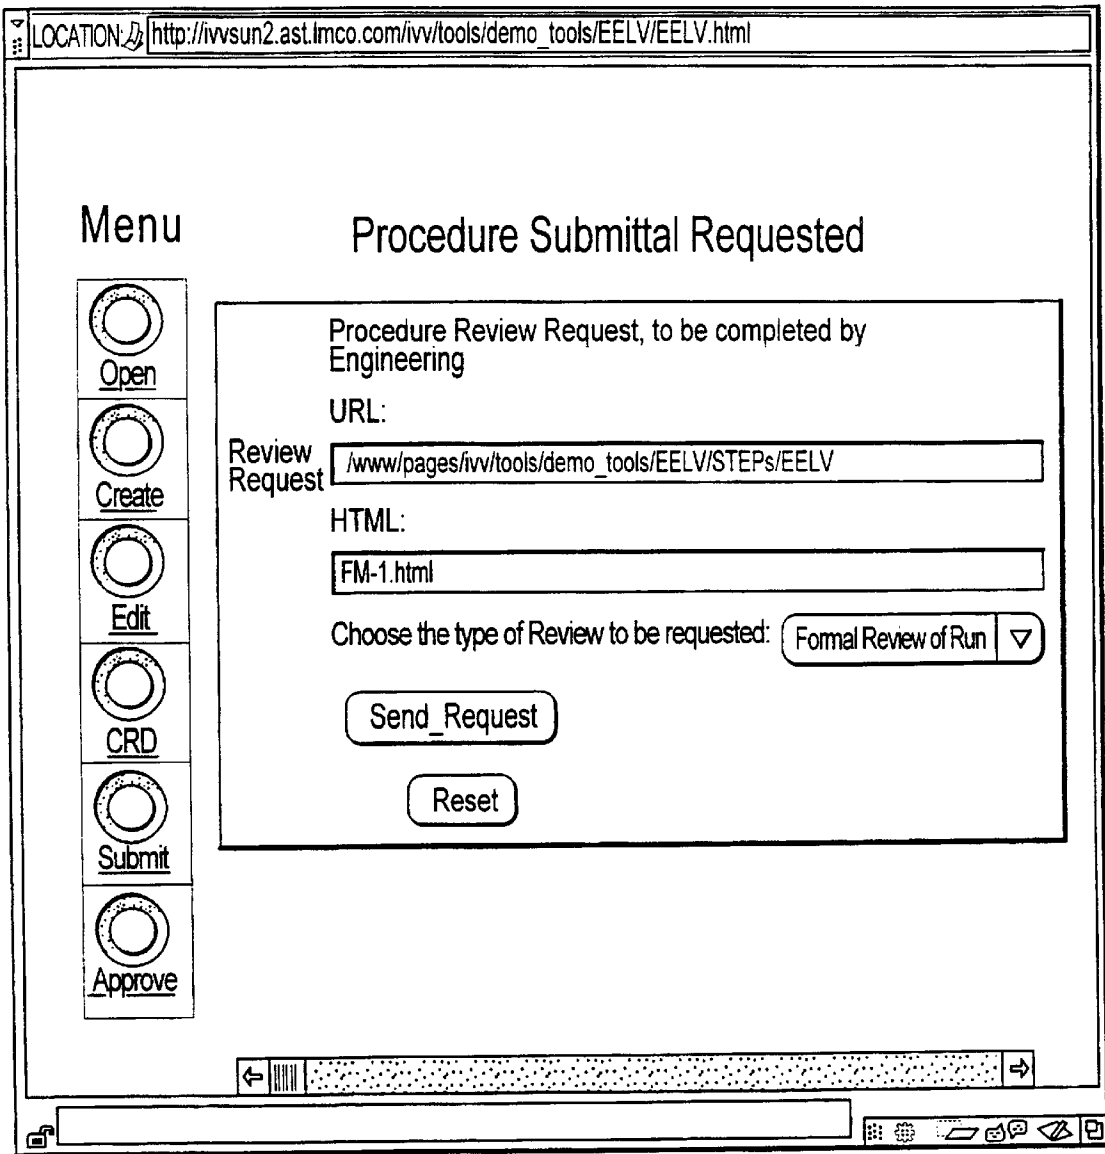 LOCATION: http://ivvsun2.ast.lmco.com/ivv/tools/demo_tools/EELV/EELV.html
Menu
Open
Create
Edit
CRD
Submit
Approve
Procedure Submittal Requested
Procedure Review Request, to be completed by
Engineering
URL:
Review
Request
/www/pages/ivv/tools/demo_tools/EELV/STEPs/EELV
HTML:
FM-1.html
Choose the type of Review to be requested: Formal Review of Run
Send_Request
Reset